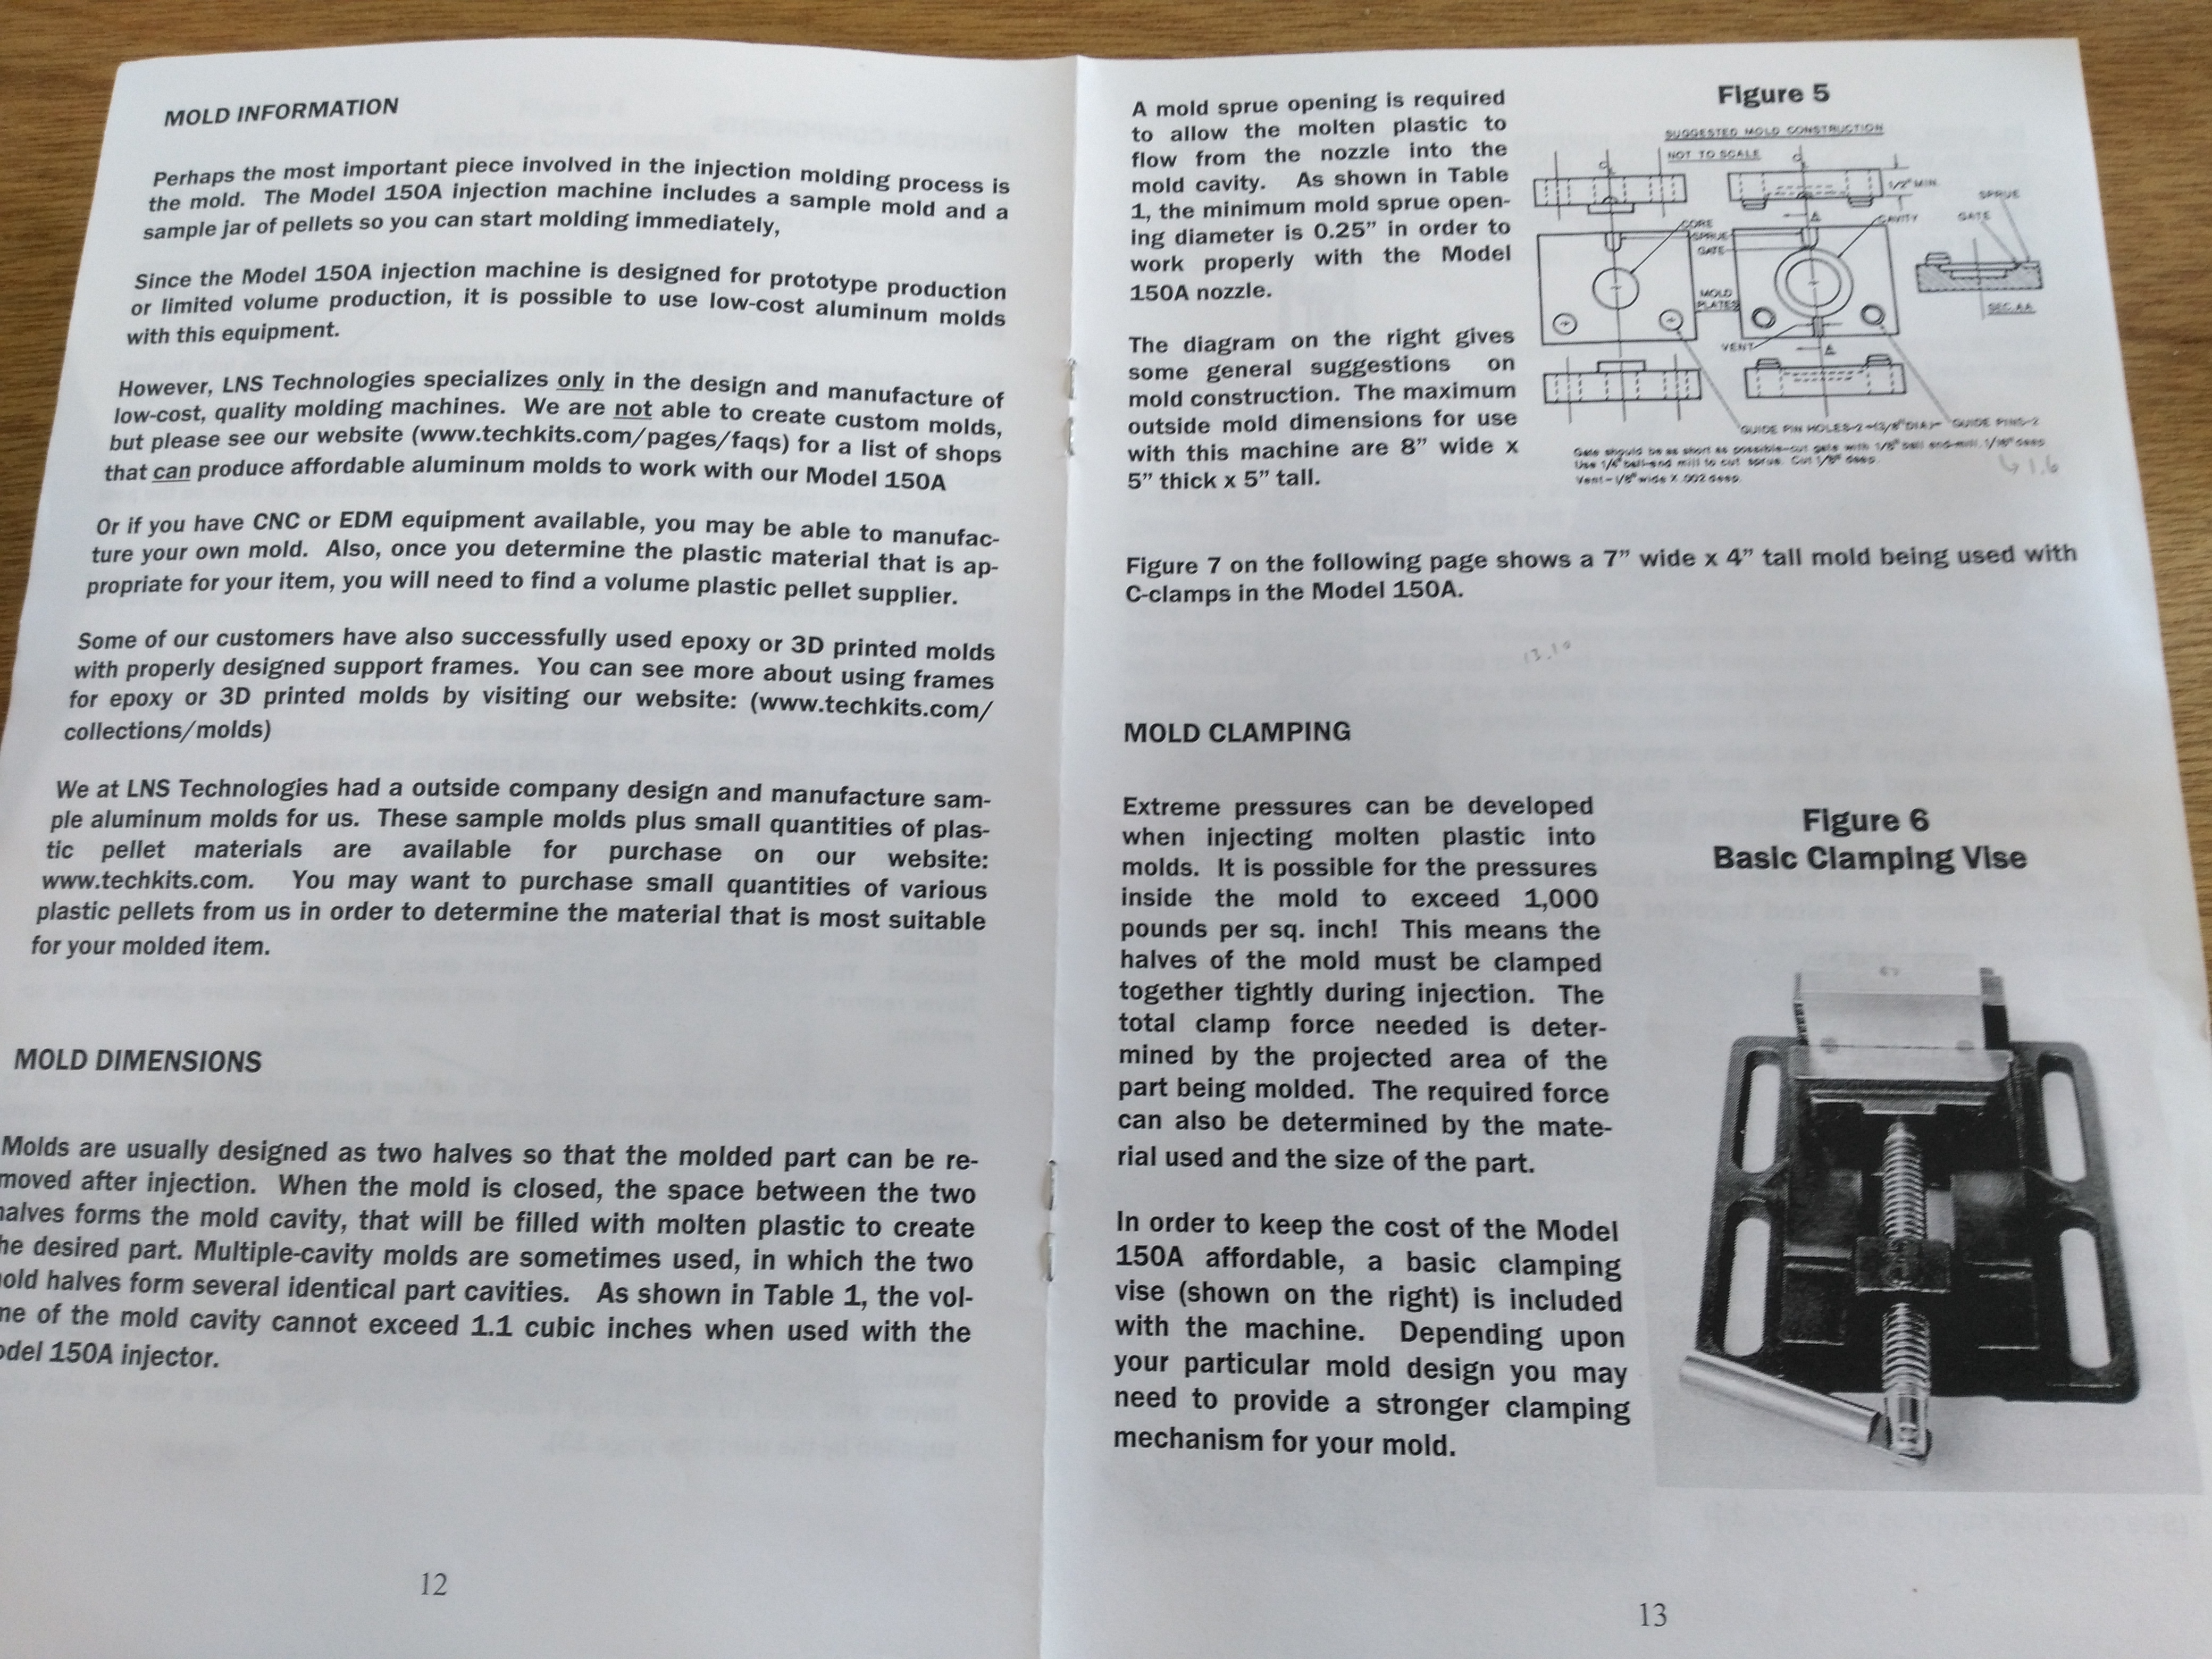 MOLD INFORMATION
Perhaps the most important piece involved in the injection molding process is
the mold. The Model 150A injection machine includes a sample mold and a
sample jar of pellets so you can start molding immediately,
Since the Model 150A injection machine is designed for prototype production
or limited volume production, it is possible to use low-cost aluminum molds
with this equipment.
However, LNS Technologies specializes only in the design and manufacture of
low-cost, quality molding machines. We are not able to create custom molds,
but please see our website (www.techkits.com/pages/faqs) for a list of shops
that can produce affordable aluminum molds to work with our Model 150A
Or if you have CNC or EDM equipment available, you may be able to manufac-
ture your own mold. Also, once you determine the plastic material that is ap-
propriate for your item, you will need to find a volume plastic pellet supplier.
Some of our customers have also successfully used epoxy or 3D printed molds
with properly designed support frames. You can see more about using frames
for epoxy or 3D printed molds by visiting our website: (www.techkits.com/
collections/molds)
We at LNS Technologies had a outside company design and manufacture sam-
ple aluminum molds for us. These sample molds plus small quantities of plas-
tic pellet materials are available for purchase on our website:
www.techkits.com. You may want to purchase small quantities of various
plastic pellets from us in order to determine the material that is most suitable
for your molded item.
MOLD DIMENSIONS
Molds are usually designed as two halves so that the molded part can be re-
moved after injection. When the mold is closed, the space between the two
halves forms the mold cavity, that will be filled with molten plastic to create
he desired part. Multiple-cavity molds are sometimes used, in which the two
old halves form several identical part cavities. As shown in Table 1, the vol-
ne of the mold cavity cannot exceed 1.1 cubic inches when used with the
odel 150A injector.
12
A mold sprue opening is required
to allow the molten plastic to
flow from the nozzle into the
mold cavity. As shown in Table
1, the minimum mold sprue open-
ing diameter is 0.25" in order to
work properly with the Model
150A nozzle.
The diagram on the right gives
some general suggestions on
mold construction. The maximum
outside mold dimensions for use
with this machine are 8" wide x
5" thick x 5" tall.
Figure 5
SUGGESTED MOLD CONSTRUCTION
NOT TO SCALE
1/2" MIN.
SPRUE
GATE
CORE
SPRUE
GATE
CAVITY
A
MOLD
PLATES
SEC. AA
VENT
A
GUIDE PIN HOLES-2-(3/8" DIA)
GUIDE PINS-2
Gate should be as short as possible-cut gate with 1/8" ball end-mill. 1/16" deep
Use 1/4" ball-end mill to cut sprue. Cut 1/8" deep.
Vent-1/8" wide X .002 deep.
1.6
Figure 7 on the following page shows a 7" wide x 4" tall mold being used with
C-clamps in the Model 150A.
13.10
MOLD CLAMPING
Extreme pressures can be developed
when injecting molten plastic into
molds. It is possible for the pressures
inside the mold to exceed 1,000
pounds per sq. inch! This means the
halves of the mold must be clamped
together tightly during injection. The
total clamp force needed is deter-
mined by the projected area of the
part being molded. The required force
can also be determined by the mate-
rial used and the size of the part.
In order to keep the cost of the Model
150A affordable, a basic clamping
vise (shown on the right) is included
with the machine. Depending upon
your particular mold design you may
need to provide a stronger clamping
mechanism for your mold.
Figure 6
Basic Clamping Vise
13